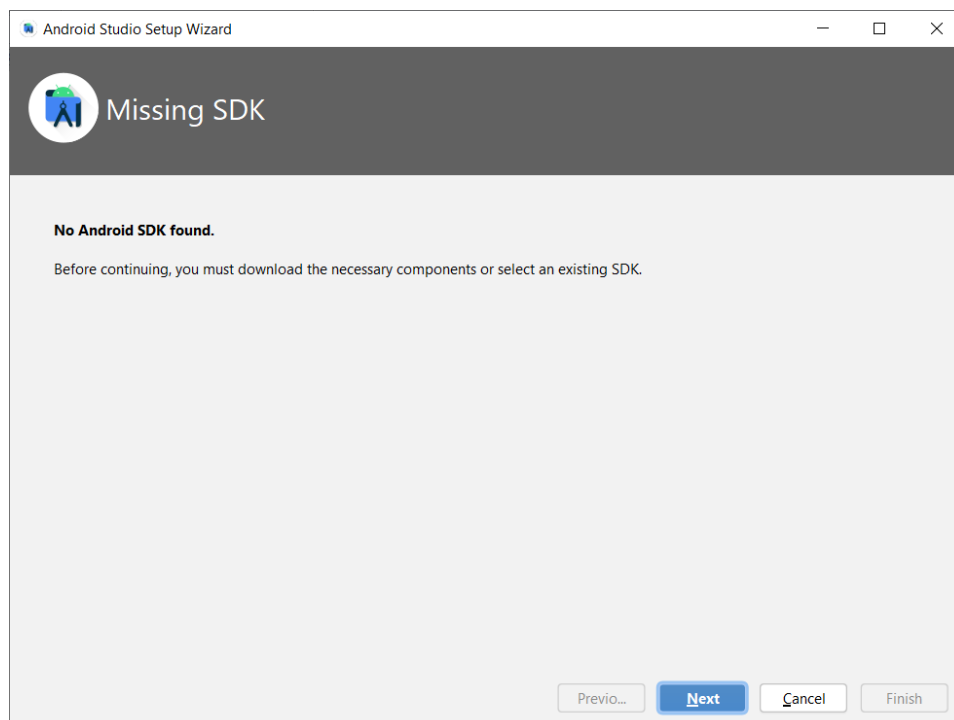 Android Studio Setup Wizard
Missing SDK
No Android SDK found.
Before continuing, you must download the necessary components or select an existing SDK.
Previo... Next Cancel Finish